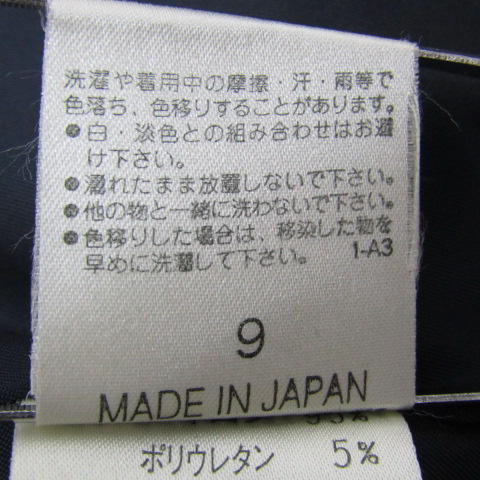 洗濯や着用中の摩擦・汗・雨等で
色落ち、色移りすることがあります。
●白・淡色との組み合わせはお避
け下さい。
●濡れたまま放置しないで下さい。
●他の物と一緒に洗わないで下さい。
●色移りした場合は、移染した物を
早めに洗濯して下さい。 1-A3
9
MADE IN JAPAN
ポリウレタン 5%